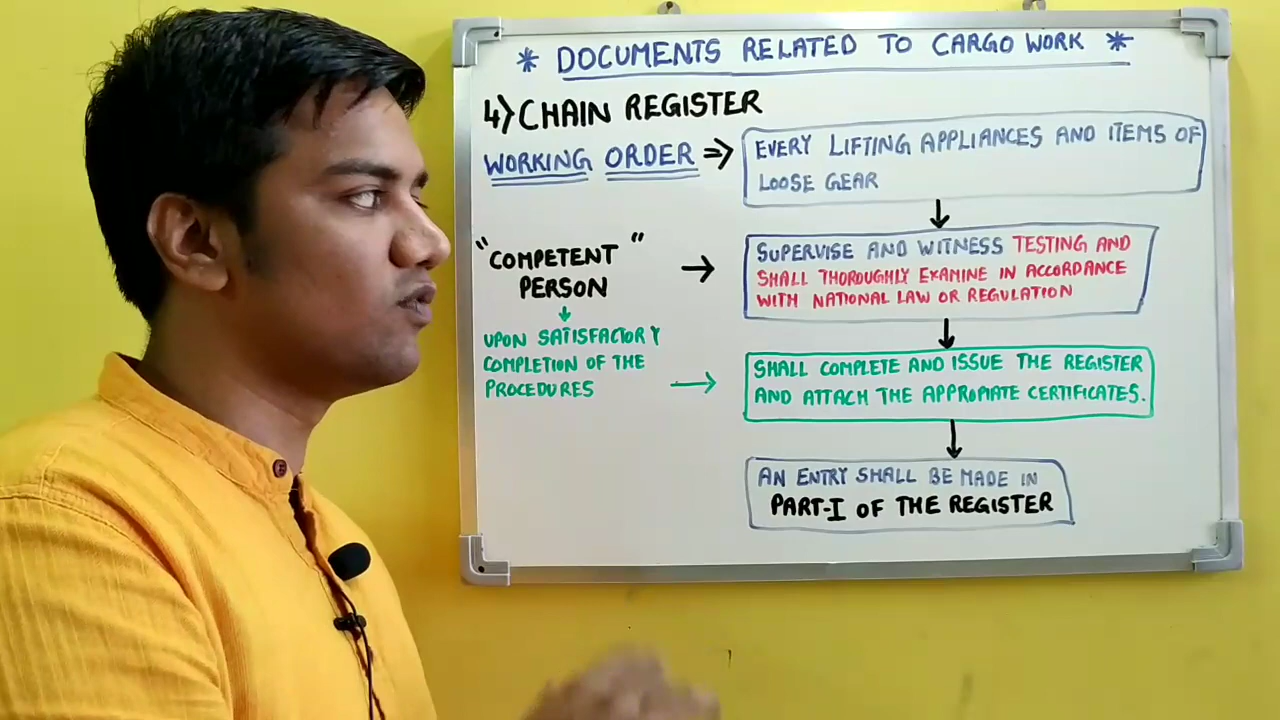 * DOCUMENTS RELATED TO CARGO WORK *
4) CHAIN REGISTER
WORKING ORDER ⇒
EVERY LIFTING APPLIANCES AND ITEMS OF
LOOSE GEAR
"COMPETENT"
PERSON
SUPERVISE AND WITNESS TESTING AND
SHALL THOROUGHLY EXAMINE IN ACCORDANCE
WITH NATIONAL LAW OR REGULATION
UPON SATISFACTORY
COMPLETION OF THE
PROCEDURES
SHALL COMPLETE AND ISSUE THE REGISTER
AND ATTACH THE APPROPIATE CERTIFICATES.
AN ENTRY SHALL BE MADE IN
PART-I OF THE REGISTER